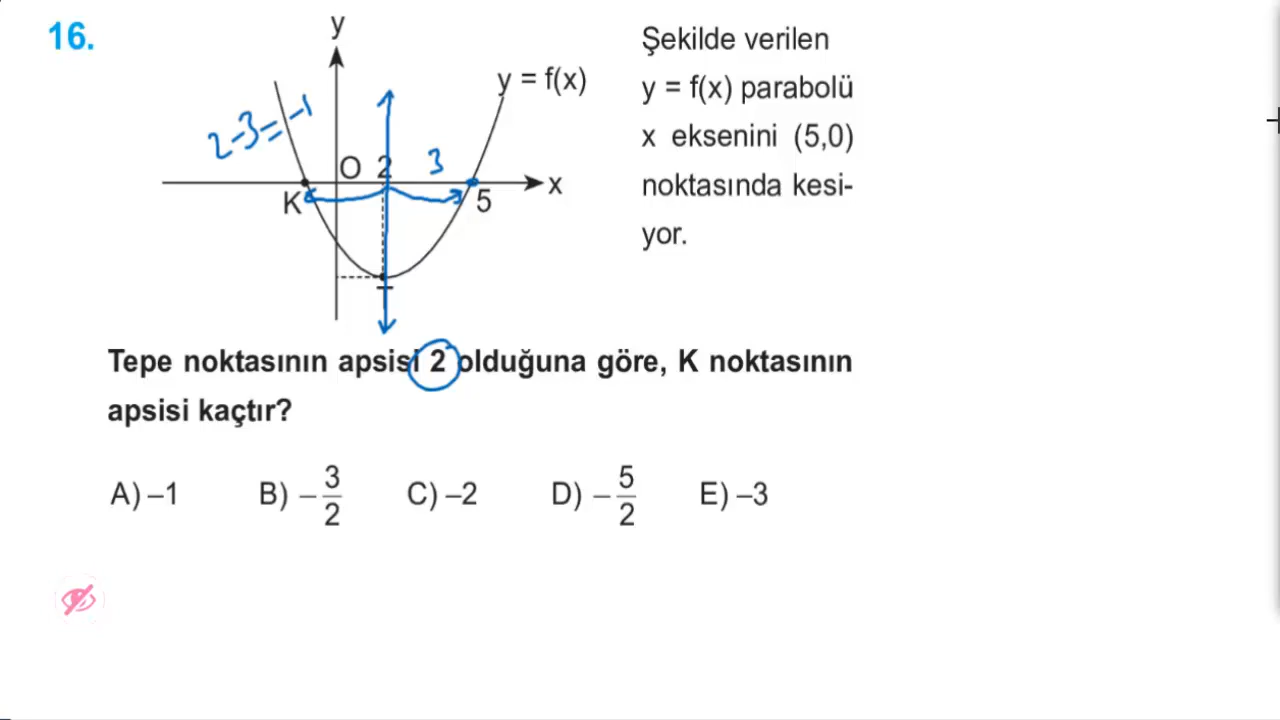 16.
y
Şekilde verilen
y = f(x)
y = f(x) parabolü
2-3=-1
x eksenini (5,0)
O 2 3
x
noktasında kesi-
K
5
yor.
T
Tepe noktasının apsisi 2 olduğuna göre, K noktasının
apsisi kaçtır?
A) –1 B) –3/2 C) –2 D) –5/2 E) –3